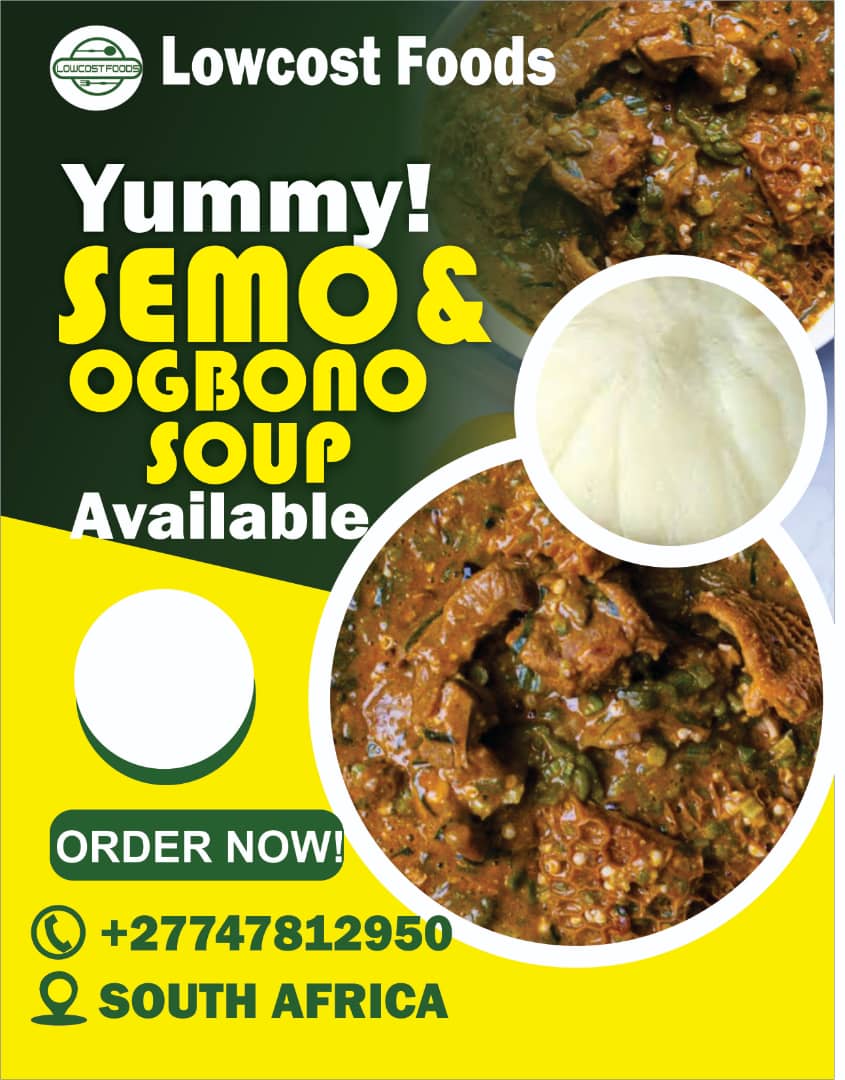 LOWCOST FOODS
Lowcost Foods
Yummy!
SEMO &
OGBONO
SOUP
Available
ORDER NOW!
+27747812950
SOUTH AFRICA